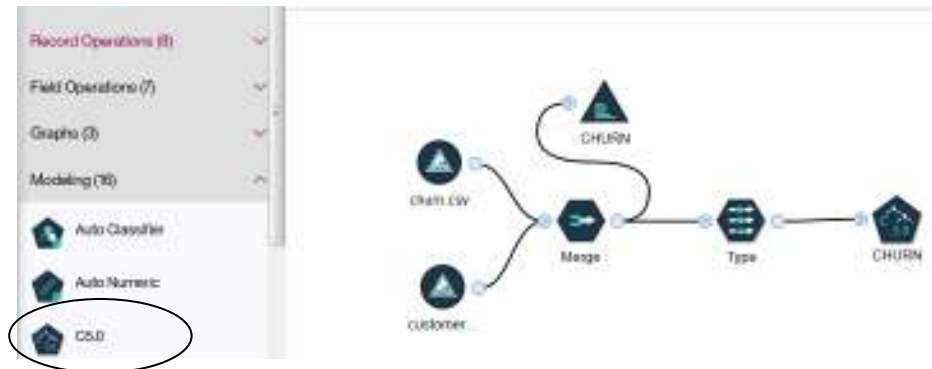 Record Operations (8)
Field Operations (7)
Graphs (3)
Modeling (16)
Auto Classifier
Auto Numeric
C5.0
CHURN
churn.csv
Merge
Type
CHURN
customer...